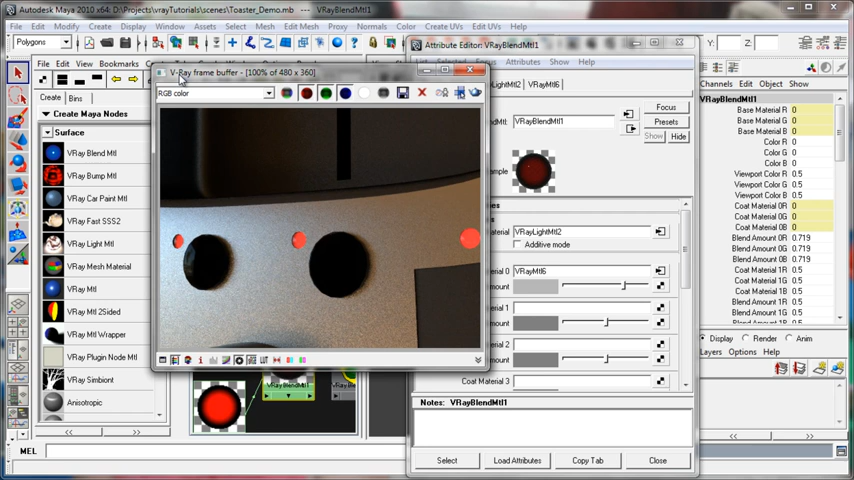 Autodesk Maya 2010 x64: D:\Projects\vrayTutorials\scenes\Toaster_Demo.mb --- VRayBlendMtl1
File Edit Modify Create Display Window Assets Select Mesh Edit Mesh Proxy Normals Color Create UVs Edit UVs Help
Polygons
Attribute Editor: VRayBlendMtl1
X: Y:
File Edit View Bookmarks
V-Ray frame buffer - [100% of 480 x 360]
Show Help
LightMtl2 VRayMtl6
Channels Edit Object Show
RGB color
Create Bins
Create Maya Nodes
Surface
VRay Blend Mtl
VRay Bump Mtl
VRay Car Paint Mtl
VRay Fast SSS2
VRay Light Mtl
VRay Mesh Material
VRay Mtl
VRay Mtl 2Sided
VRay Mtl Wrapper
VRay Plugin Node Mtl
VRay Simbiont
Anisotropic
VRayBlendMtl1
Focus
Presets
Show Hide
VRayBlendMtl1
VRayLightMtl2
Additive mode
VRayMtl6
Coat Material 3
Notes: VRayBlendMtl1
Select Load Attributes Copy Tab Close
VRayBlendMtl1
Base Material R 0
Base Material G 0
Base Material B 0
Color R 0
Color G 0
Color B 0
Viewport Color R 0.5
Viewport Color G 0.5
Viewport Color B 0.5
Coat Material 0R 0
Coat Material 0G 0
Coat Material 0B 0
Blend Amount 0R 0.719
Blend Amount 0G 0.719
Blend Amount 0B 0.719
Coat Material 1R 0.5
Coat Material 1G 0.5
Coat Material 1B 0.5
Display Render Anim
Layers Options Help
MEL